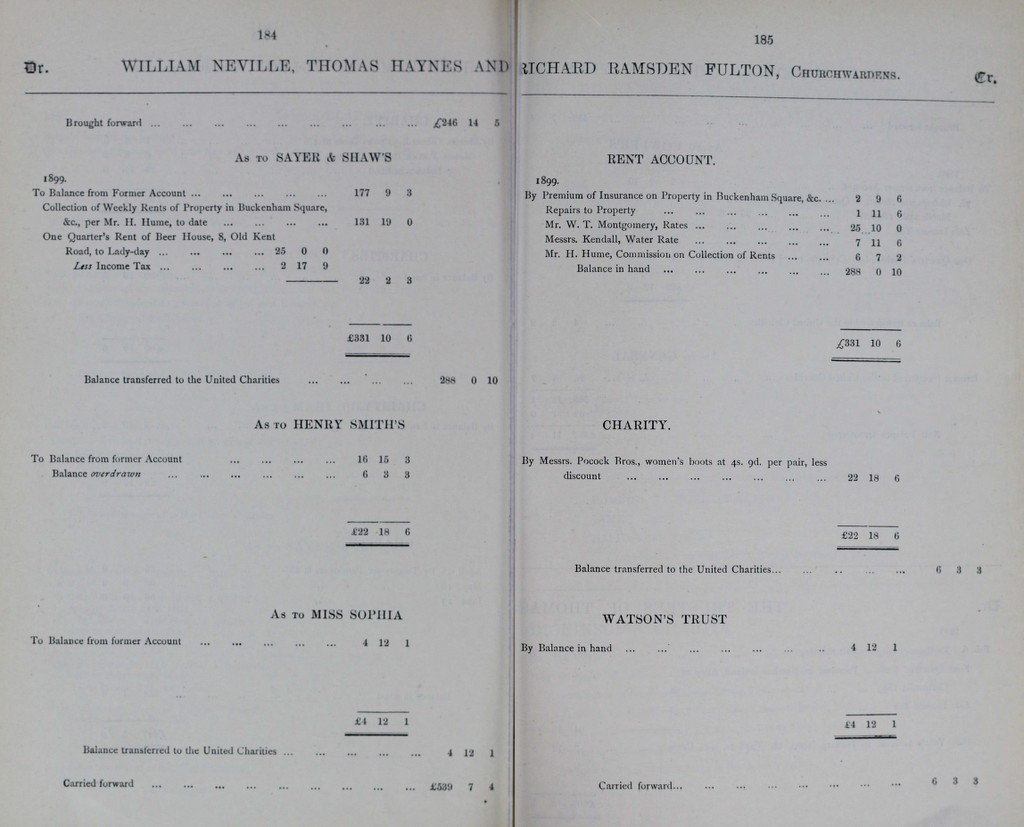 184
Dr. WILLIAM NEVILLE, THOMAS HAYNES AND
Brought forward ... ... ... ... ... ... ... ... ... £246 14 5
As to SAYER & SHAW'S
1899.
To Balance from Former Account ... ... ... ... ... 177 9 3
Collection of Weekly Rents of Property in Buckenham Square,
&c., per Mr. H. Hume, to date ... ... ... ... 131 19 0
One Quarter's Rent of Beer House, 8, Old Kent
Road, to Lady-day ... ... ... ... 25 0 0
Less Income Tax ... ... ... ... 2 17 9
22 2 3
£331 10 6
Balance transferred to the United Charities ... ... ... ... 288 0 10
As to HENRY SMITH'S
To Balance from former Account ... ... ... ... 16 15 3
Balance overdrawn ... ... ... ... ... ... 6 3 3
£22 18 6
As to MISS SOPHIA
To Balance from former Account ... ... ... ... ... 4 12 1
£4 12 1
Balance transferred to the United Charities ... ... ... ... ... 4 12 1
Carried forward ... ... ... ... ... ... ... ... ... £539 7 4
185
RICHARD RAMSDEN FULTON, Churchwardens. Cr.
RENT ACCOUNT.
1899.
By Premium of Insurance on Property in Buckenham Square, &c. ... 2 9 6
Repairs to Property ... ... ... ... ... ... 1 11 6
Mr. W. T. Montgomery, Rates ... ... ... ... ... 25 10 0
Messrs. Kendall, Water Rate ... ... ... ... ... 7 11 6
Mr. H. Hume, Commission on Collection of Rents ... ... 6 7 2
Balance in hand ... ... ... ... ... ... 288 0 10
£331 10 6
CHARITY.
By Messrs. Pocock Bros., women's boots at 4s. 9d. per pair, less
discount ... ... ... ... ... ... ... 22 18 6
£22 18 6
Balance transferred to the United Charities... ... ... ... ... 6 3 3
WATSON'S TRUST
By Balance in hand ... ... ... ... ... ... ... 4 12 1
£4 12 1
Carried forward... ... ... ... ... ... ... ... 6 3 3